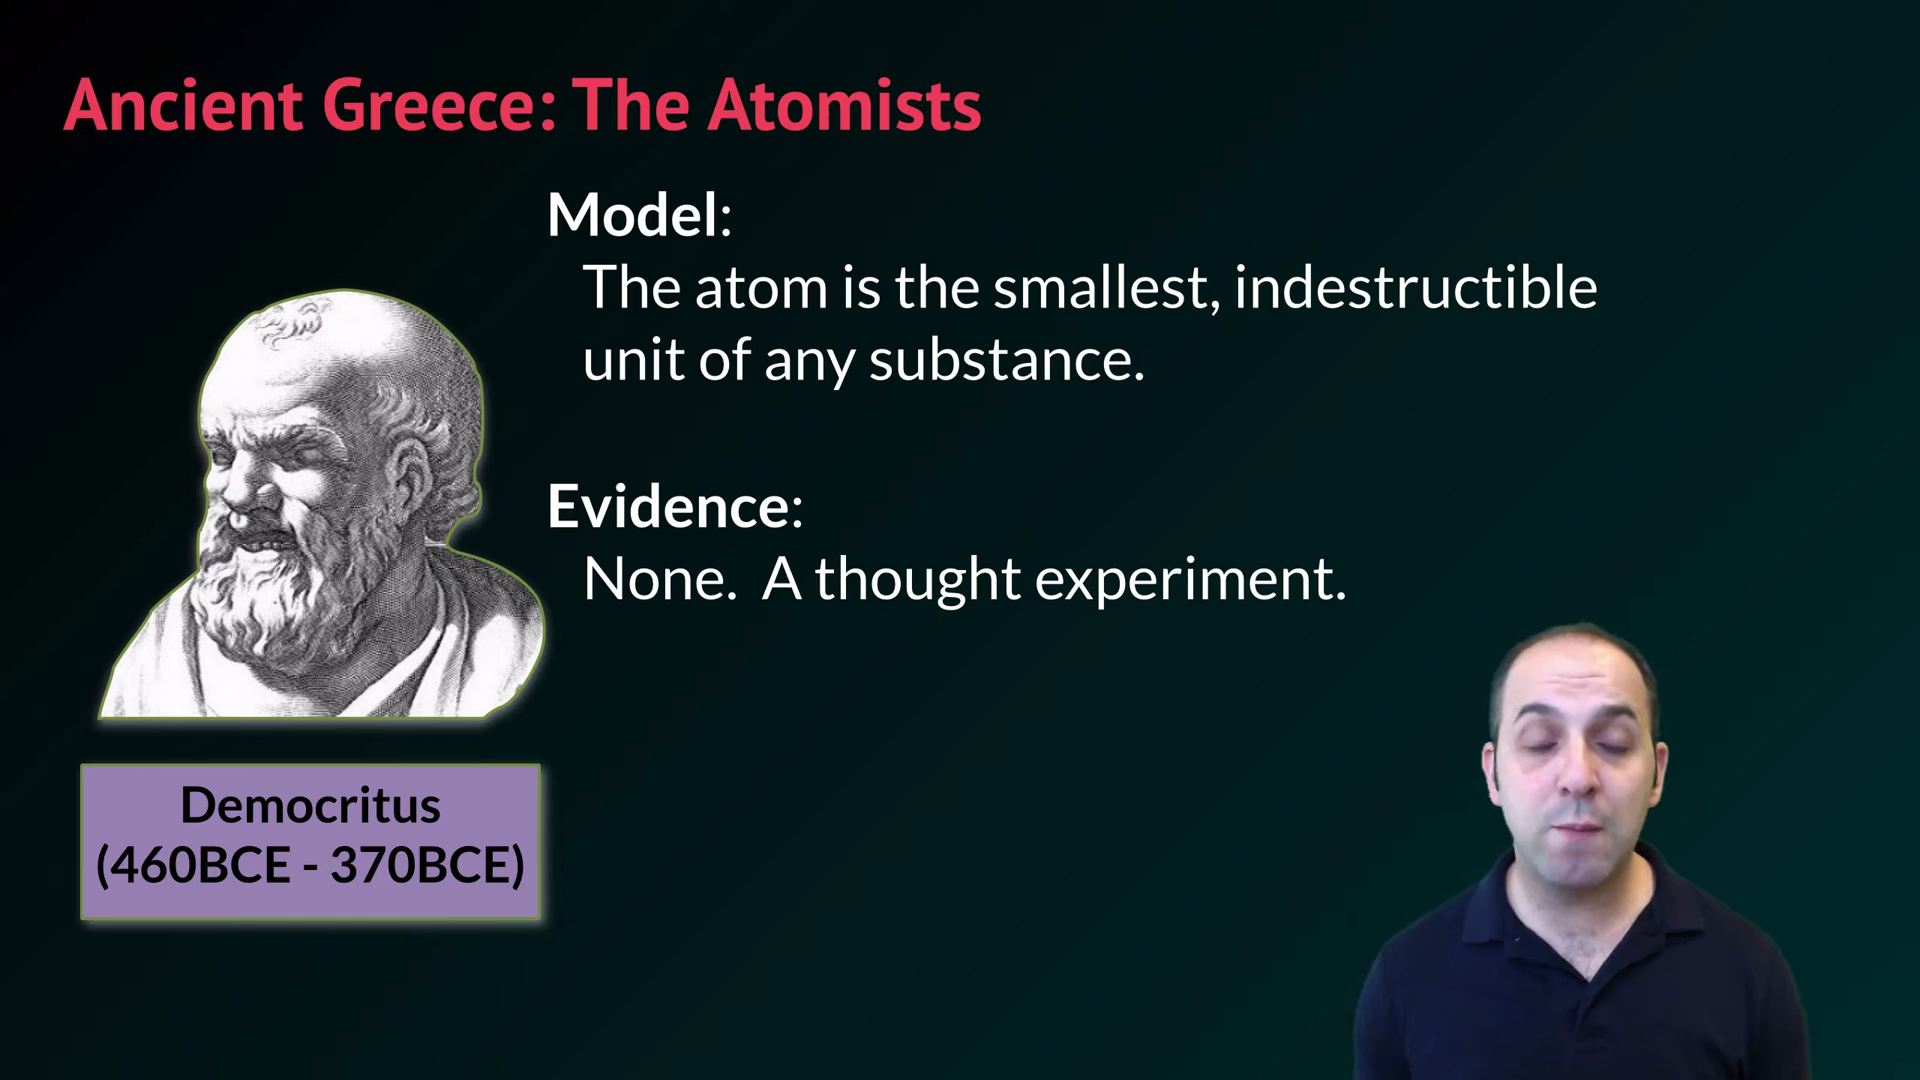 Ancient Greece: The Atomists
Model:
The atom is the smallest, indestructible
unit of any substance.
Evidence:
None.  A thought experiment.
Democritus
(460BCE - 370BCE)